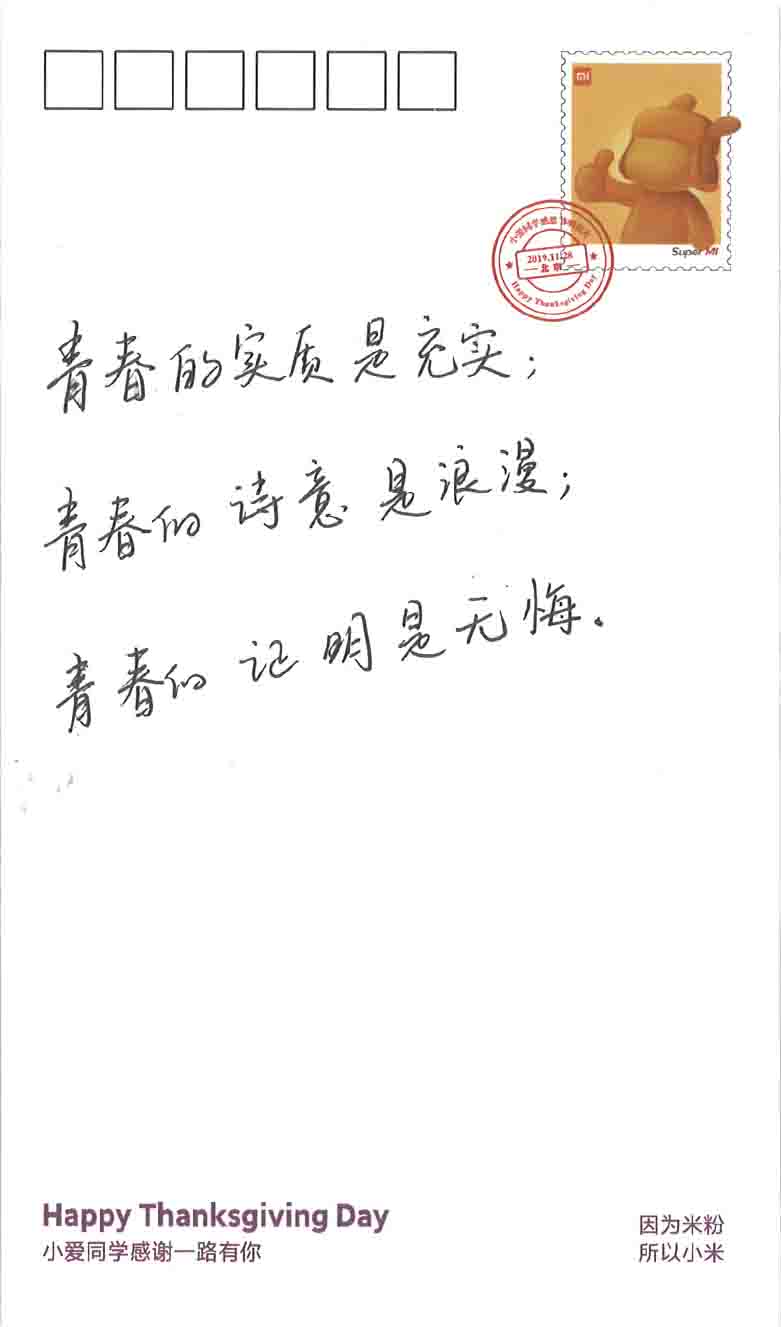 mi
Super MI
小爱同学感恩
2019.11.28
北京
Happy Thanksgiving Day
青春的实质是充实；
青春的诗意是浪漫；
青春的证明是无悔。
Happy Thanksgiving Day
小爱同学感谢一路有你
因为米粉
所以小米